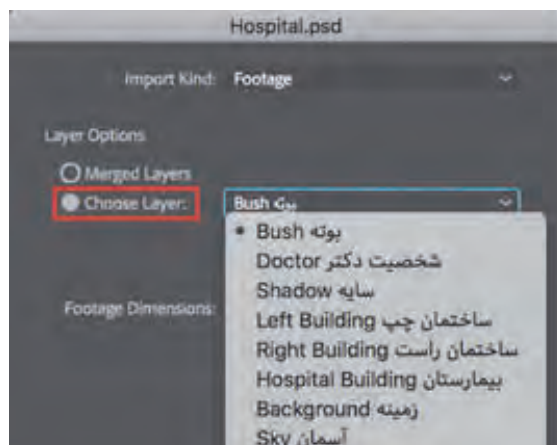 Hospital.psd
Import Kind: Footage
Layer Options
Merged Layers
Choose Layer: Bush بوته
Bush بوته
Doctor شخصیت دکتر
Shadow سایه
Footage Dimensions:
Left Building ساختمان چپ
Right Building ساختمان راست
Hospital Building بیمارستان
Background زمینه
Sky آسمان